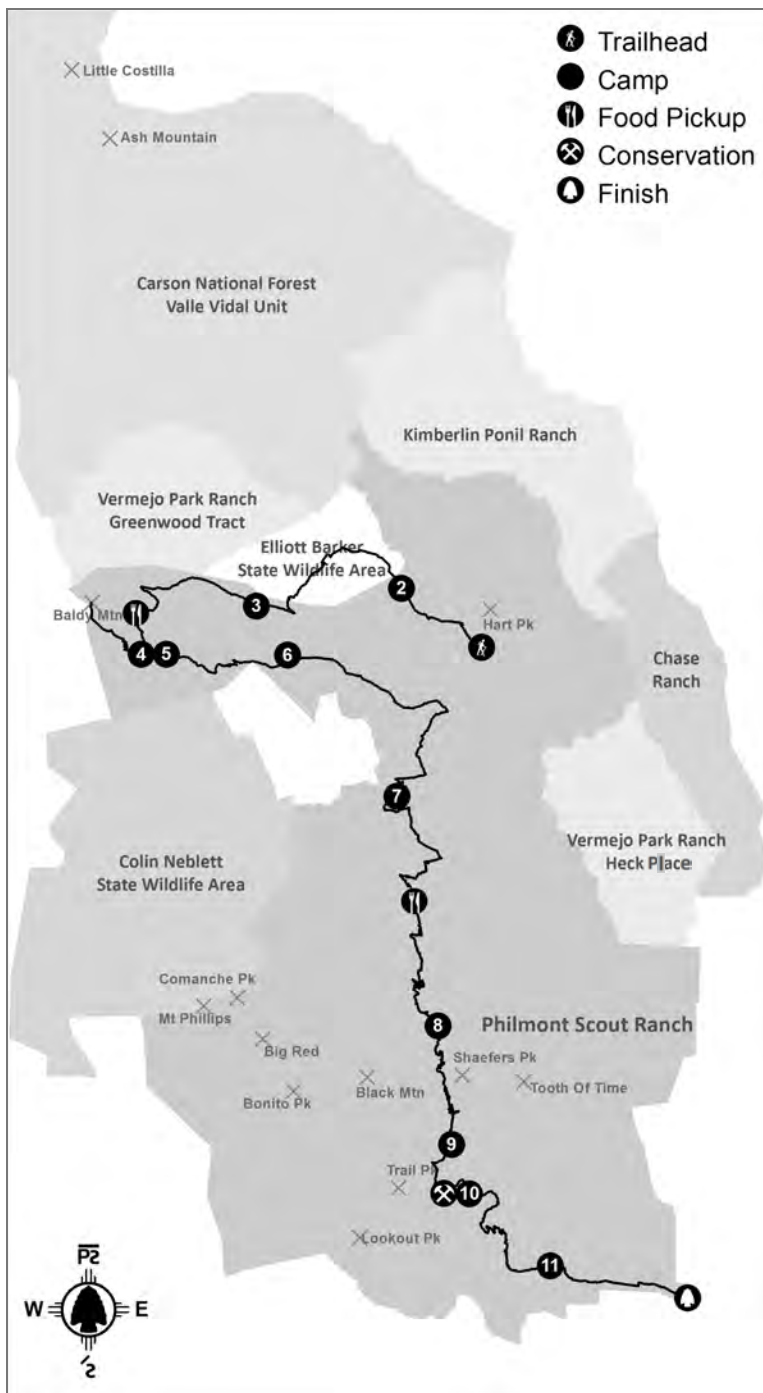 Trailhead
Camp
Food Pickup
Conservation
Finish
Little Costilla
Ash Mountain
Carson National Forest
Valle Vidal Unit
Kimberlin Ponil Ranch
Vermejo Park Ranch
Greenwood Tract
Elliott Barker
State Wildlife Area
2
3
Baldy Mtn
Hart Pk
4
5
6
Chase
Ranch
7
Vermejo Park Ranch
Heck Place
Colin Neblett
State Wildlife Area
Comanche Pk
Mt Phillips
8
Philmont Scout Ranch
Big Red
Shaefers Pk
Black Mtn
Tooth Of Time
Bonito Pk
9
Trail Pk
10
Lookout Pk
11
W
E